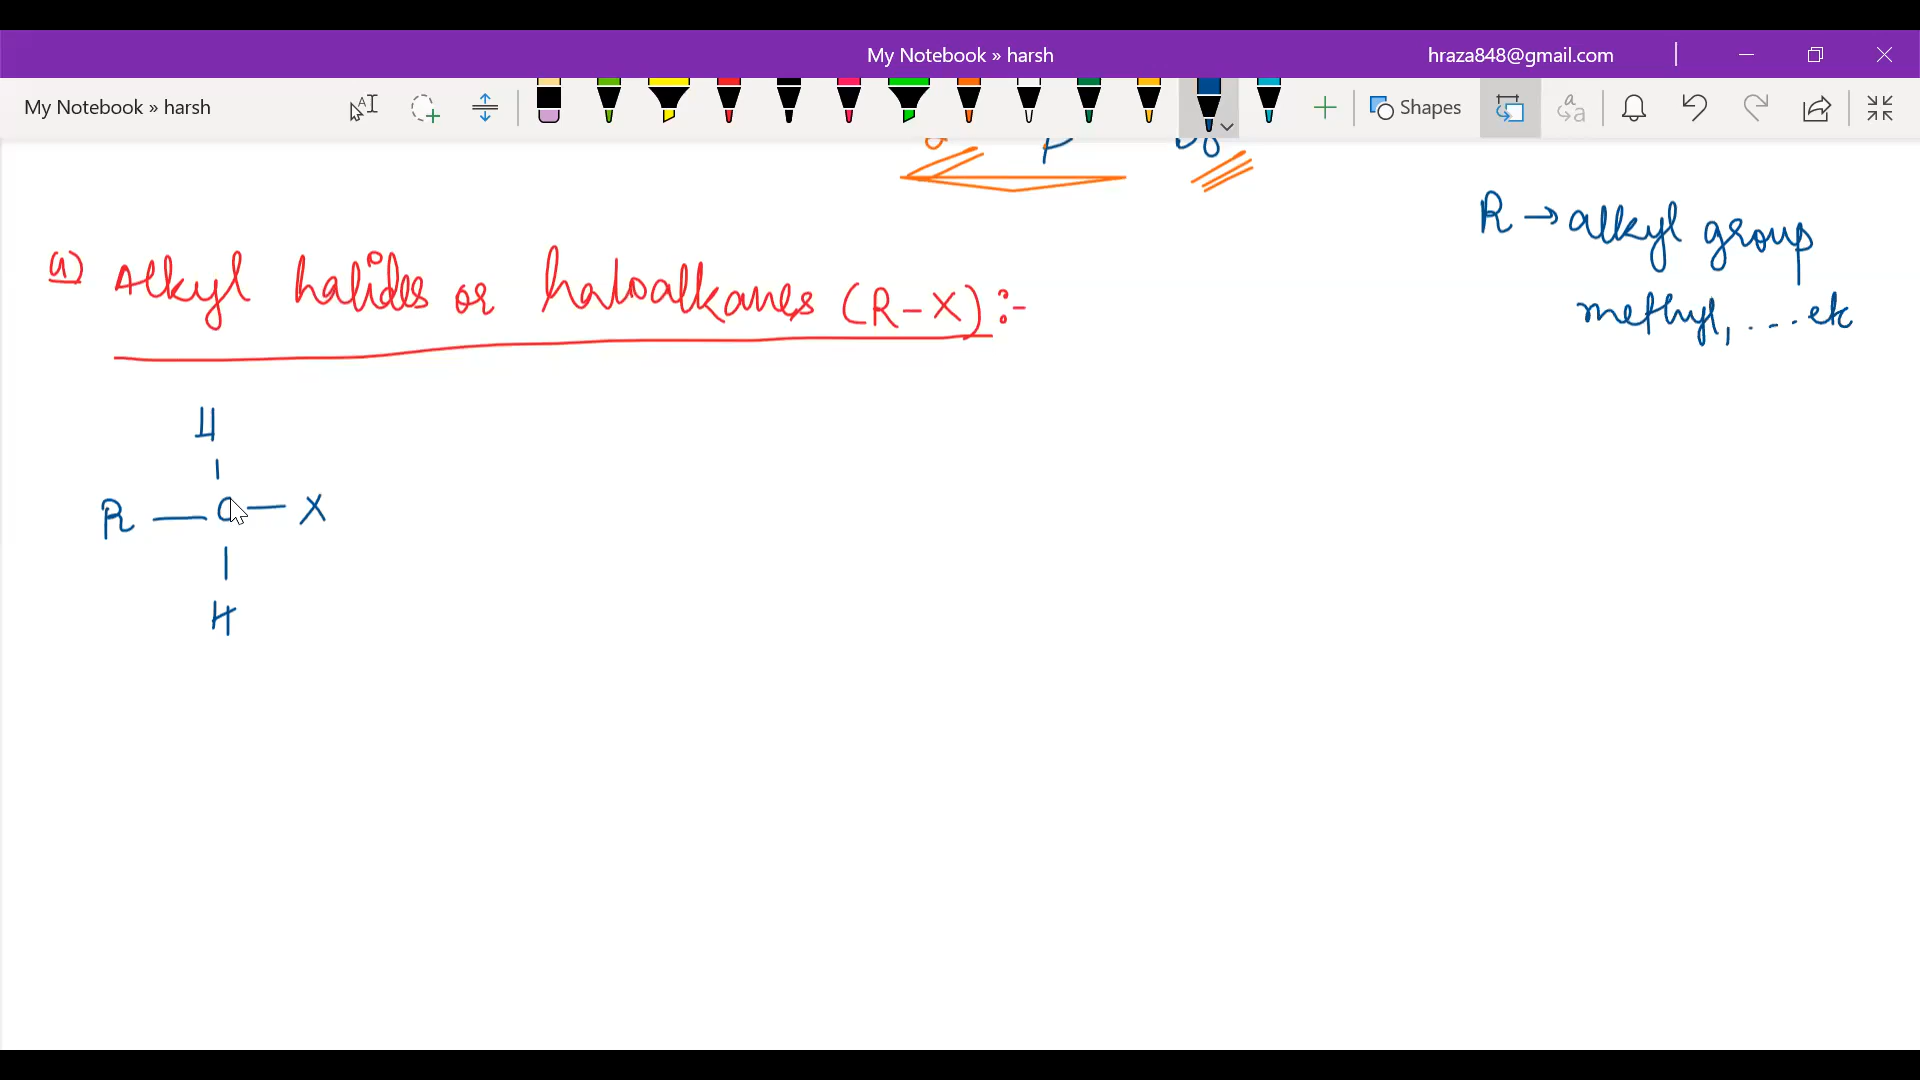 My Notebook » harsh
hraza848@gmail.com
My Notebook » harsh
Shapes
R → alkyl group
methyl, ... etc
a) Alkyl halides or haloalkanes (R-X) :-
H
R — C — X
H